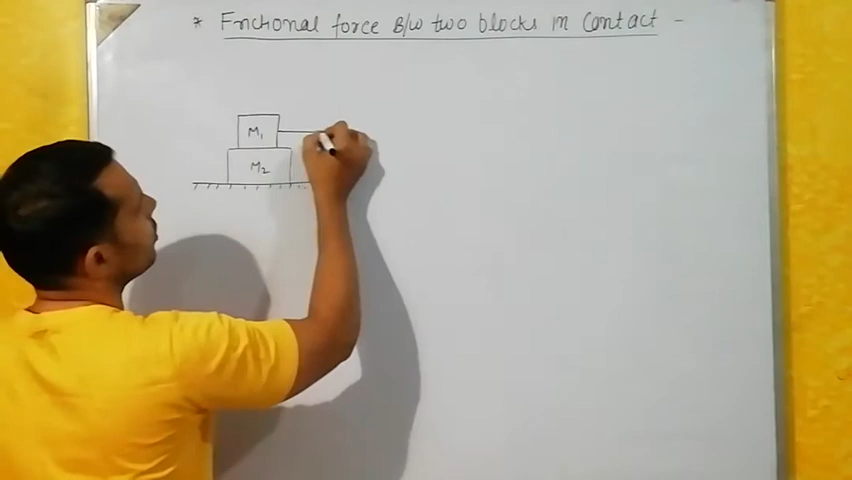 * Frictional force B/w two blocks in Contact -
M₁
M₂